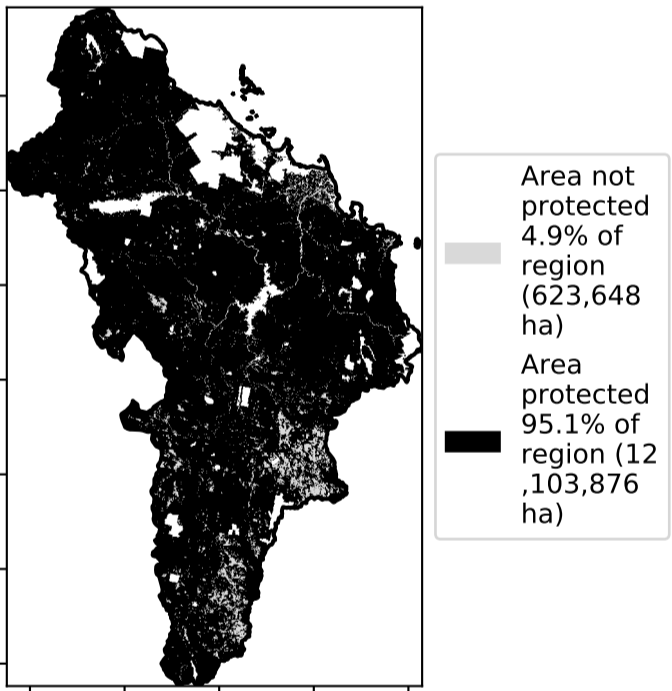 Area not
protected
4.9% of
region
(623,648
ha)
Area
protected
95.1% of
region (12
,103,876
ha)